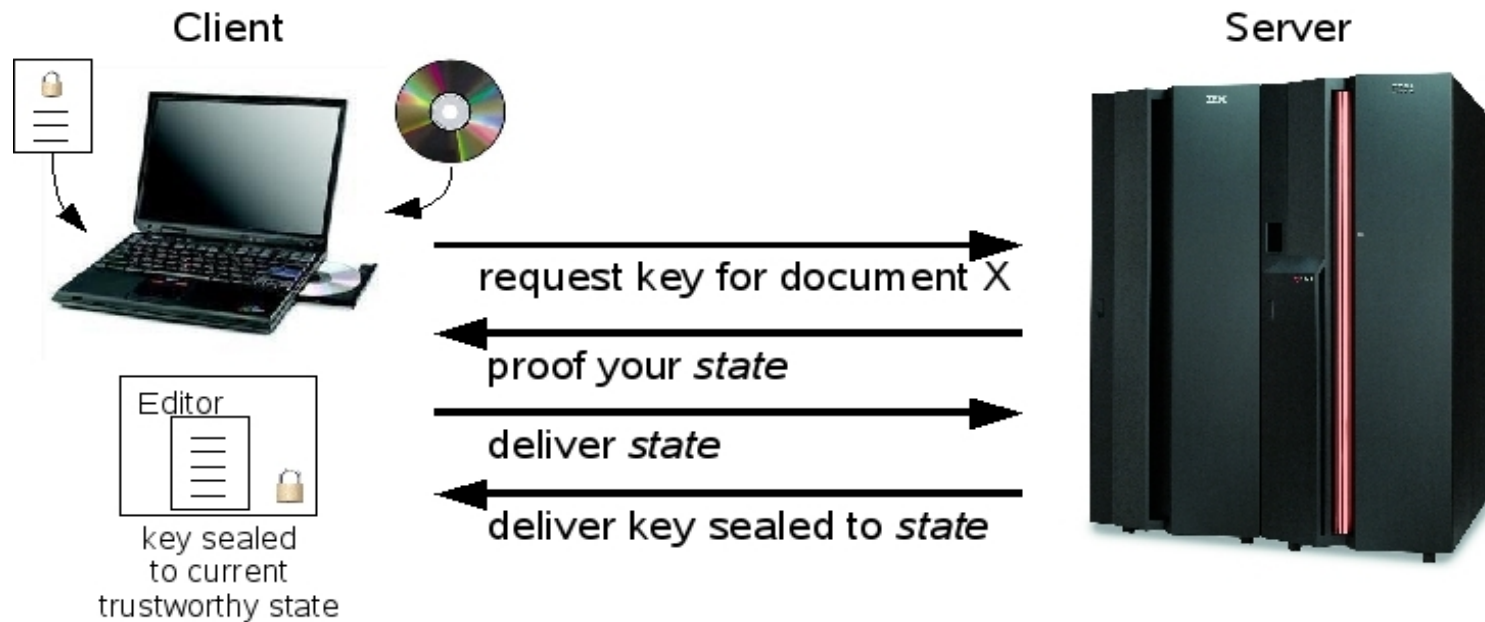 Client
Server
request key for document X
proof your state
Editor
deliver state
deliver key sealed to state
key sealed
to current
trustworthy state
IBM